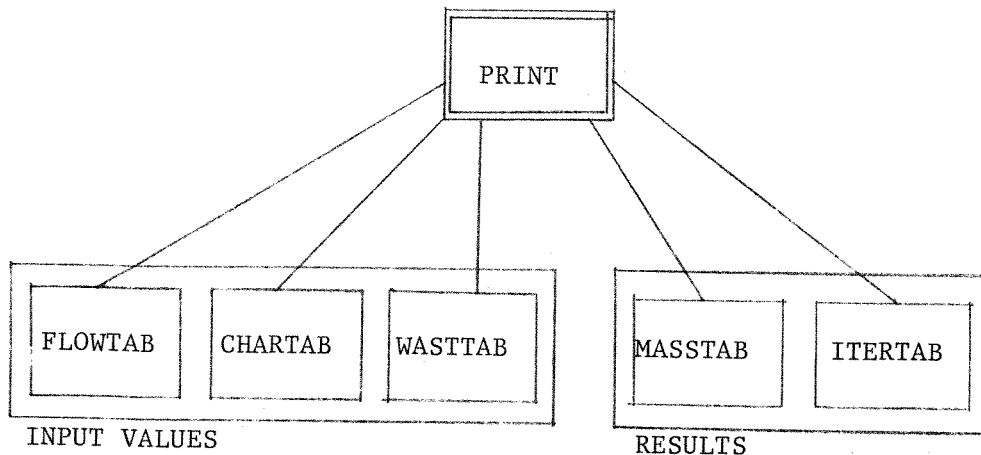 PRINT
FLOWTAB CHARTAB WASTTAB MASSTAB ITERTAB
INPUT VALUES RESULTS